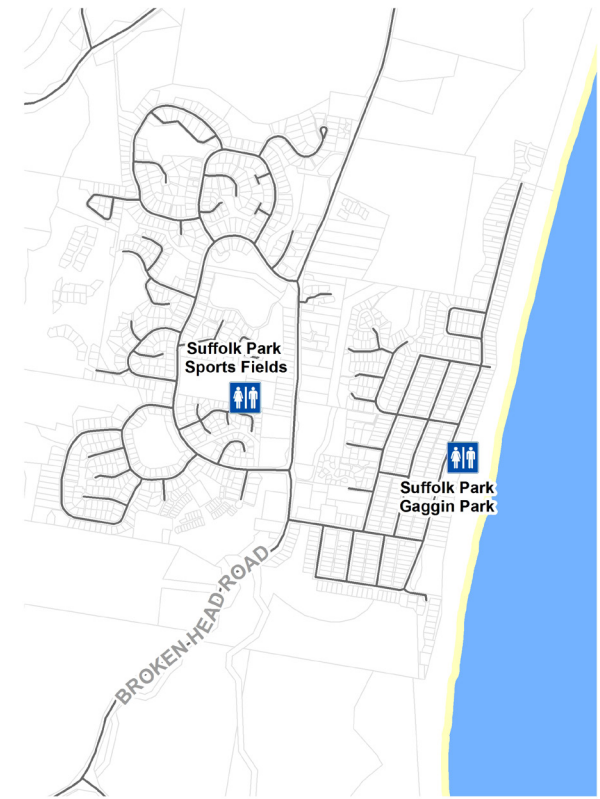 Suffolk Park
Sports Fields
Suffolk Park
Gaggin Park
BROKEN-HEAD-ROAD